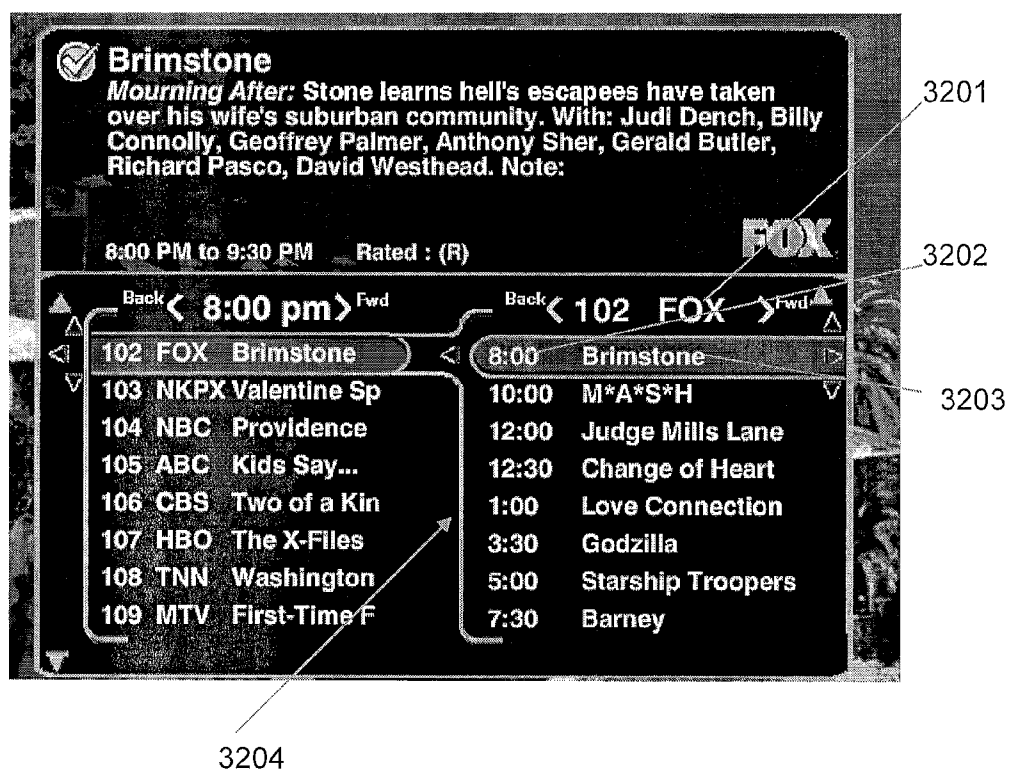 Brimstone
Mourning After: Stone learns hell's escapees have taken
over his wife's suburban community. With: Judi Dench, Billy
Connolly, Geoffrey Palmer, Anthony Sher, Gerald Butler,
Richard Pasco, David Westhead. Note:
8:00 PM to 9:30 PM Rated : (R)
FOX
Back < 8:00 pm > Fwd
102 FOX Brimstone
103 NKPX Valentine Sp
104 NBC Providence
105 ABC Kids Say...
106 CBS Two of a Kin
107 HBO The X-Files
108 TNN Washington
109 MTV First-Time F
Back < 102 FOX > Fwd
8:00 Brimstone
10:00 M*A*S*H
12:00 Judge Mills Lane
12:30 Change of Heart
1:00 Love Connection
3:30 Godzilla
5:00 Starship Troopers
7:30 Barney
3201
3202
3203
3204